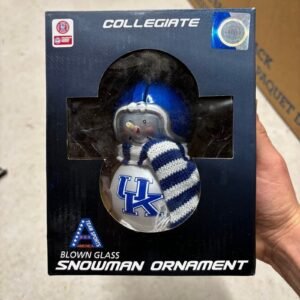 COLLEGIATE
UK
A
BLOWN GLASS
SNOWMAN ORNAMENT